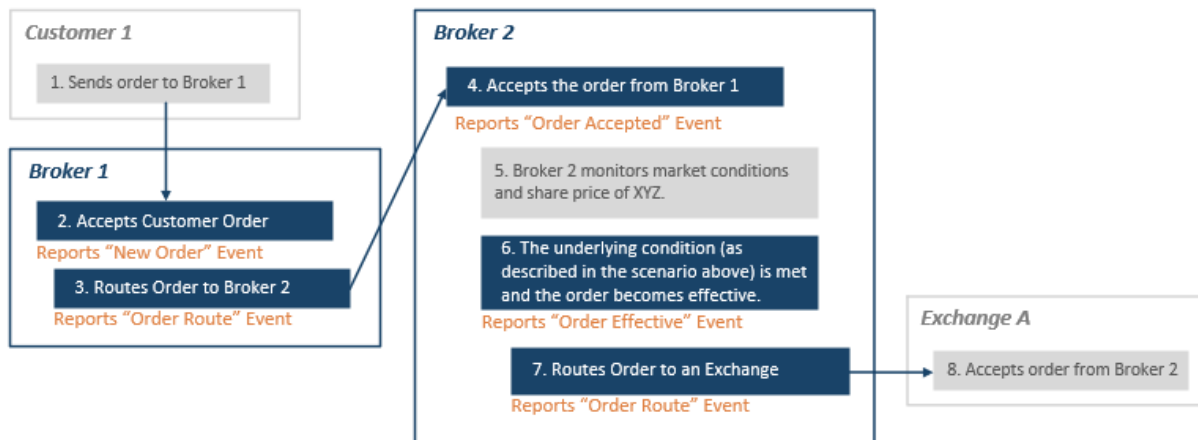 Customer 1
1. Sends order to Broker 1
Broker 1
2. Accepts Customer Order
Reports “New Order” Event
3. Routes Order to Broker 2
Reports “Order Route” Event
Broker 2
4. Accepts the order from Broker 1
Reports “Order Accepted” Event
5. Broker 2 monitors market conditions
and share price of XYZ.
6. The underlying condition (as
described in the scenario above) is met
and the order becomes effective.
Reports “Order Effective” Event
7. Routes Order to an Exchange
Reports “Order Route” Event
Exchange A
8. Accepts order from Broker 2